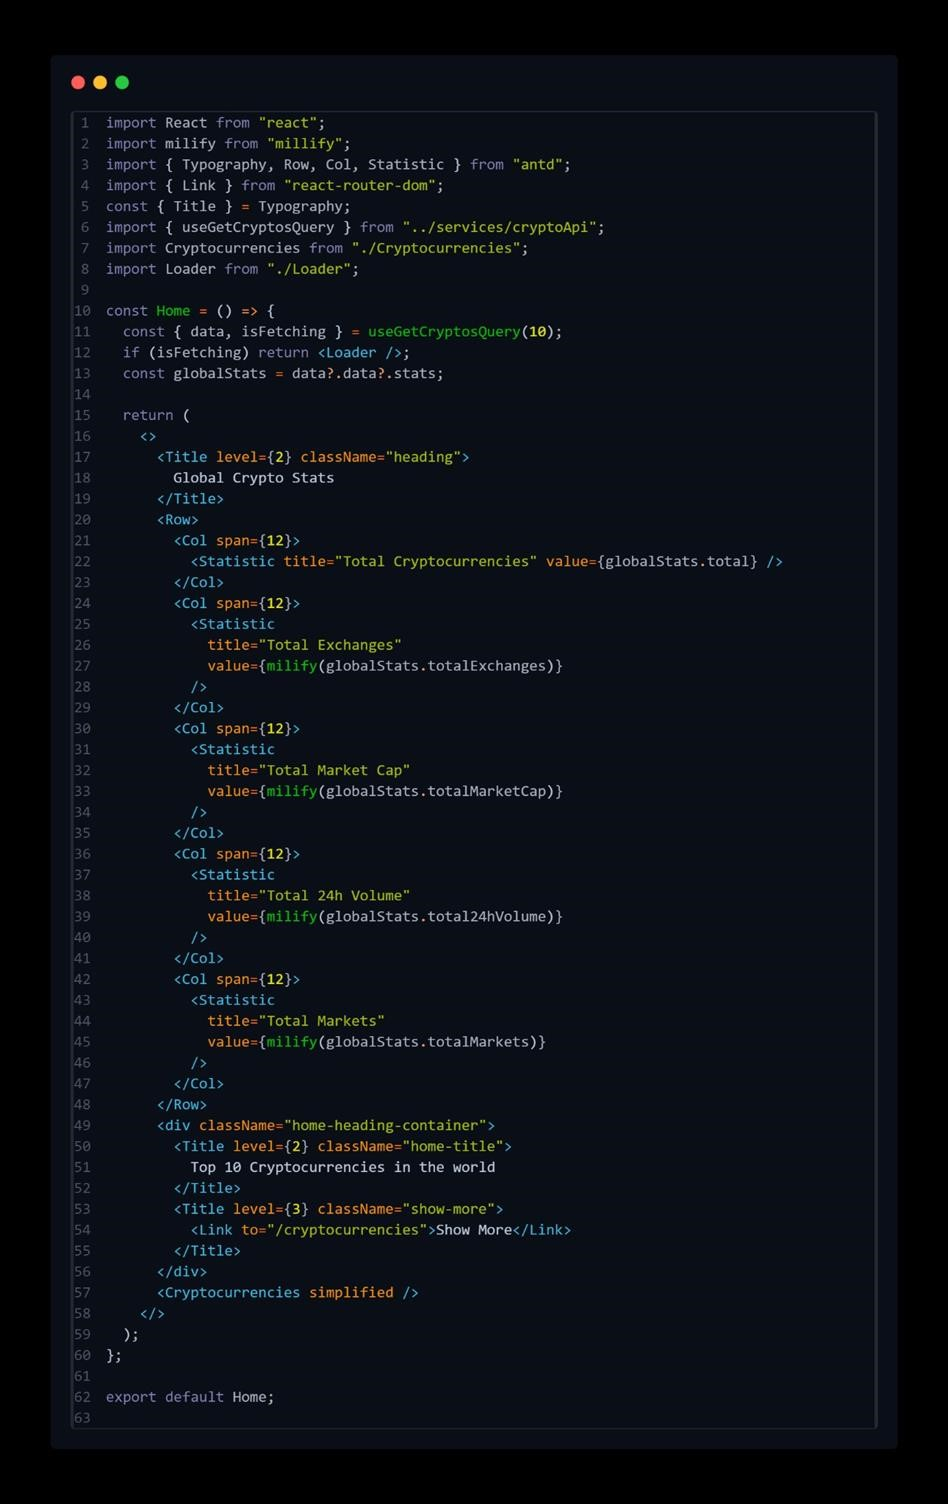 1 import React from "react";
2 import milify from "millify";
3 import { Typography, Row, Col, Statistic } from "antd";
4 import { Link } from "react-router-dom";
5 const { Title } = Typography;
6 import { useGetCryptosQuery } from "../services/cryptoApi";
7 import Cryptocurrencies from "./Cryptocurrencies";
8 import Loader from "./Loader";
9
10 const Home = () => {
11   const { data, isFetching } = useGetCryptosQuery(10);
12   if (isFetching) return <Loader />;
13   const globalStats = data?.data?.stats;
14
15   return (
16     <>
17       <Title level={2} className="heading">
18         Global Crypto Stats
19       </Title>
20       <Row>
21         <Col span={12}>
22           <Statistic title="Total Cryptocurrencies" value={globalStats.total} />
23         </Col>
24         <Col span={12}>
25           <Statistic
26             title="Total Exchanges"
27             value={milify(globalStats.totalExchanges)}
28           />
29         </Col>
30         <Col span={12}>
31           <Statistic
32             title="Total Market Cap"
33             value={milify(globalStats.totalMarketCap)}
34           />
35         </Col>
36         <Col span={12}>
37           <Statistic
38             title="Total 24h Volume"
39             value={milify(globalStats.total24hVolume)}
40           />
41         </Col>
42         <Col span={12}>
43           <Statistic
44             title="Total Markets"
45             value={milify(globalStats.totalMarkets)}
46           />
47         </Col>
48       </Row>
49       <div className="home-heading-container">
50         <Title level={2} className="home-title">
51           Top 10 Cryptocurrencies in the world
52         </Title>
53         <Title level={3} className="show-more">
54           <Link to="/cryptocurrencies">Show More</Link>
55         </Title>
56       </div>
57       <Cryptocurrencies simplified />
58     </>
59   );
60 };
61
62 export default Home;
63